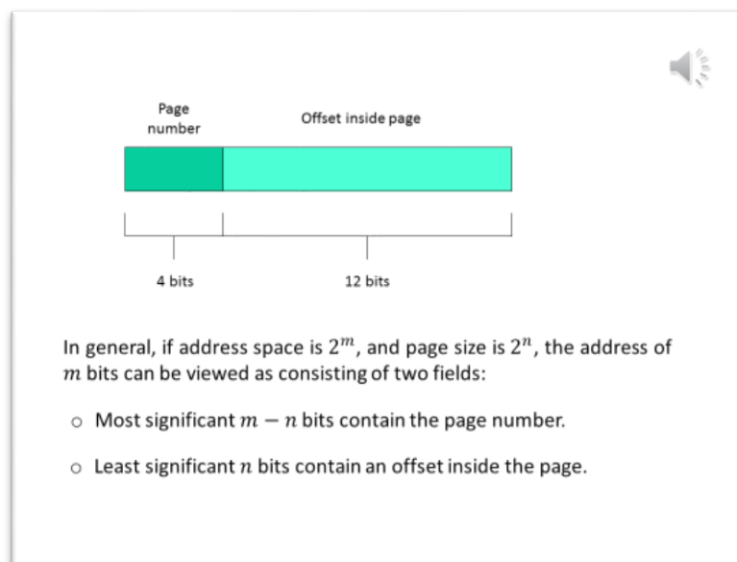 Page
number
Offset inside page
4 bits
12 bits
In general, if address space is 2ᵐ, and page size is 2ⁿ, the address of
m bits can be viewed as consisting of two fields:
o Most significant m − n bits contain the page number.
o Least significant n bits contain an offset inside the page.